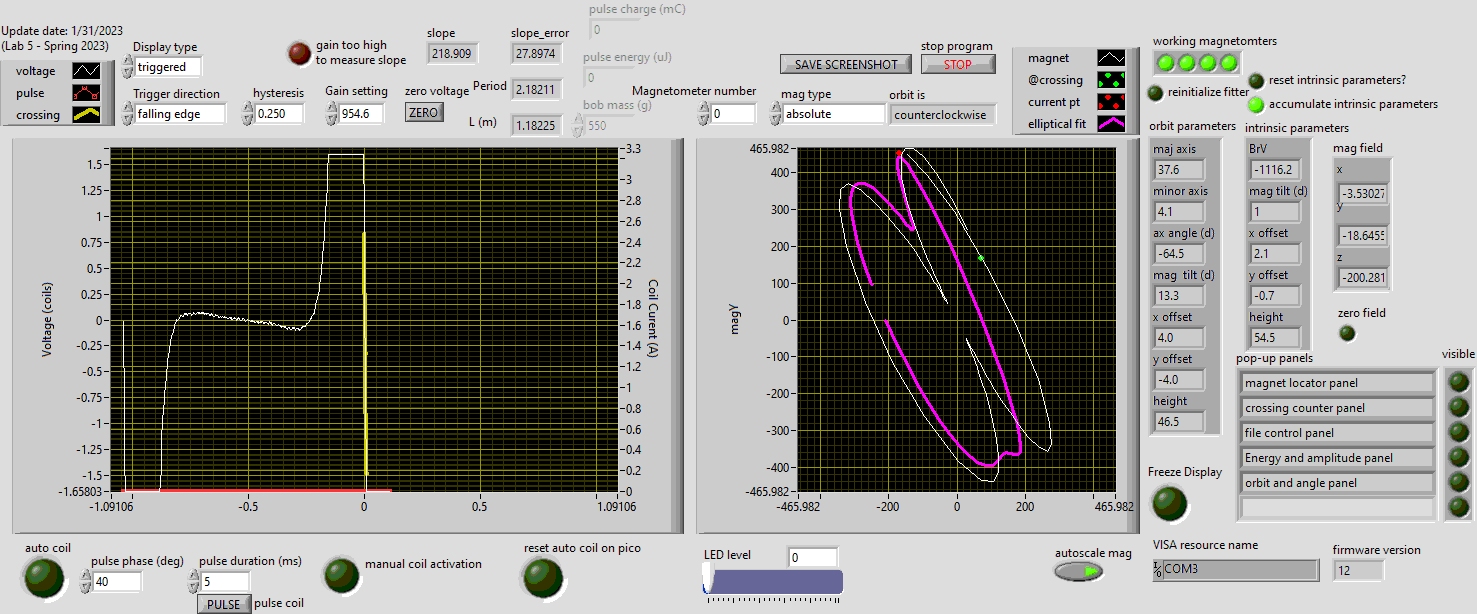 Update date: 1/31/2023
(Lab 5 - Spring 2023)
voltage
pulse
crossing
Display type
triggered
Trigger direction
falling edge
gain too high
to measure slope
hysteresis
0.250
Gain setting
954.6
zero voltage
ZERO
slope
218.909
slope_error
27.8974
Period
2.18211
L (m)
1.18225
pulse charge (mC)
0
pulse energy (uJ)
0
bob mass (g)
550
Magnetometer number
0
SAVE SCREENSHOT
stop program
STOP
mag type
absolute
orbit is
counterclockwise
magnet
@crossing
current pt
elliptical fit
working magnetomters
reinitialize fitter
reset intrinsic parameters?
accumulate intrinsic parameters
orbit parameters
maj axis
37.6
minor axis
4.1
ax angle (d)
-64.5
mag tilt (d)
13.3
x offset
4.0
y offset
-4.0
height
46.5
intrinsic parameters
BrV
-1116.2
mag tilt (d)
1
x offset
2.1
y offset
-0.7
height
54.5
mag field
x
-3.53027
y
-18.6455
z
-200.281
zero field
pop-up panels
visible
magnet locator panel
crossing counter panel
file control panel
Energy and amplitude panel
orbit and angle panel
Freeze Display
Voltage (coils)
1.5
1.25
1
0.75
0.5
0.25
0
-0.25
-0.5
-0.75
-1
-1.25
-1.5
-1.65803
-1.09106
-0.5
0
0.5
1.09106
3.3
3
2.8
2.6
2.4
2.2
2
1.8
1.6
1.4
1.2
1
0.8
0.6
0.4
0.2
0
Coil Current (A)
magy
465.982
400
300
200
100
0
-100
-200
-300
-400
-465.982
-465.982
-200
0
200
465.982
auto coil
pulse phase (deg)
40
pulse duration (ms)
5
PULSE
pulse coil
manual coil activation
reset auto coil on pico
LED level
0
autoscale mag
VISA resource name
COM3
firmware version
12